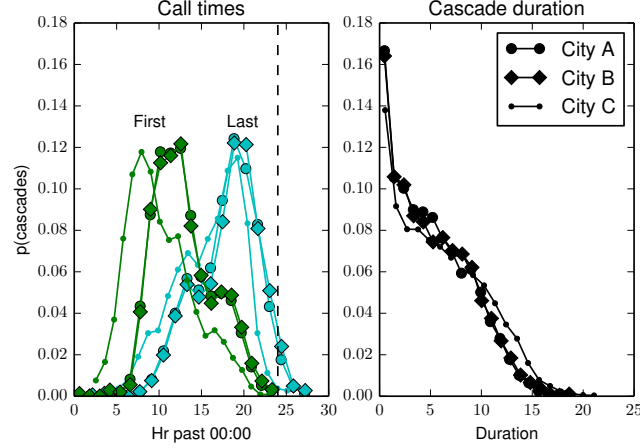 Call times
p(cascades)
0.18
0.16
0.14
0.12
0.10
0.08
0.06
0.04
0.02
0.00
First
Last
0 5 10 15 20 25 30
Hr past 00:00
Cascade duration
0.18
0.16
0.14
0.12
0.10
0.08
0.06
0.04
0.02
0.00
City A
City B
City C
0 5 10 15 20 25
Duration